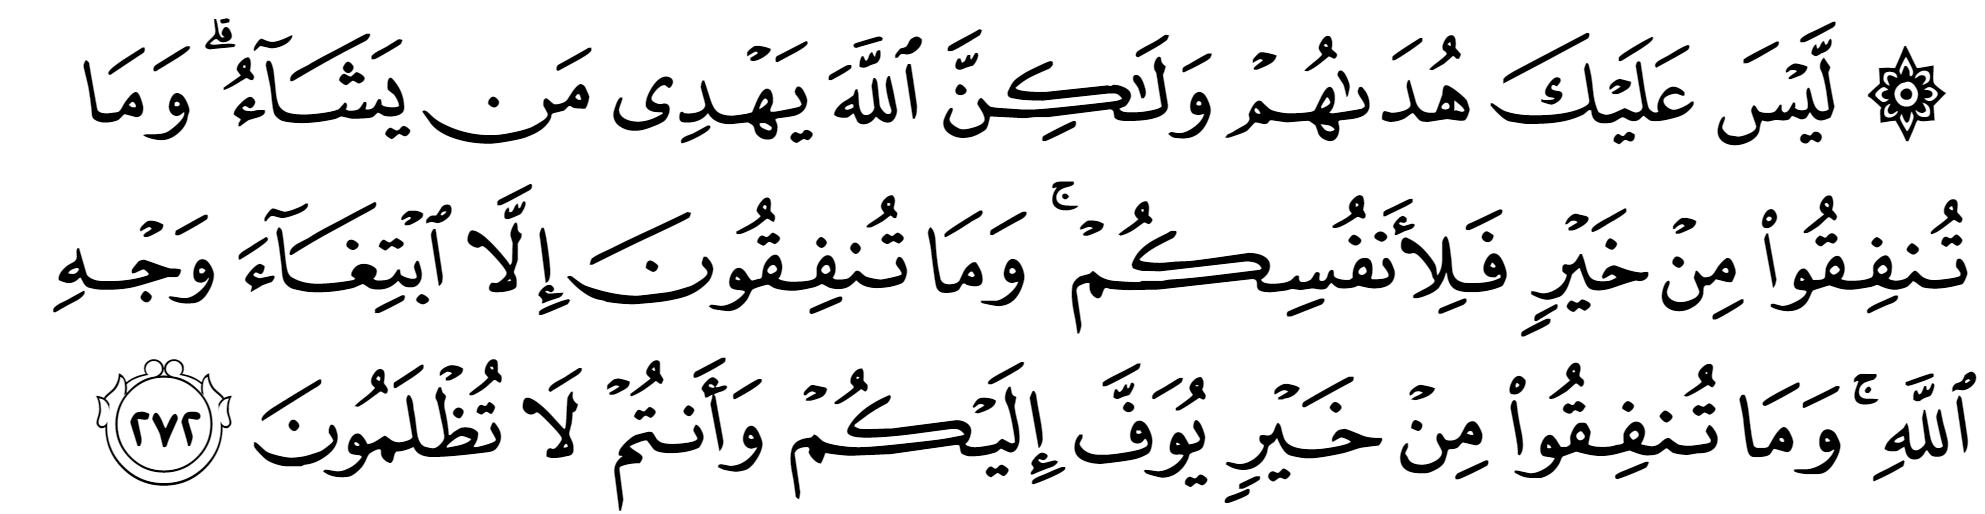 ۞ لَّيْسَ عَلَيْكَ هُدَىٰهُمْ وَلَٰكِنَّ ٱللَّهَ يَهْدِى مَن يَشَآءُ ۗ وَمَا
تُنفِقُوا۟ مِنْ خَيْرٍ فَلِأَنفُسِكُمْ ۚ وَمَا تُنفِقُونَ إِلَّا ٱبْتِغَآءَ وَجْهِ
ٱللَّهِ ۚ وَمَا تُنفِقُوا۟ مِنْ خَيْرٍ يُوَفَّ إِلَيْكُمْ وَأَنتُمْ لَا تُظْلَمُونَ ٢٧٢